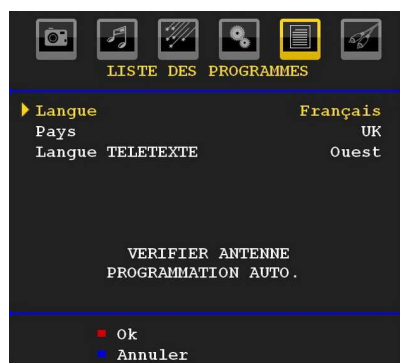 LISTE DES PROGRAMMES
Langue Français
Pays UK
Langue TELETEXTE Ouest
VERIFIER ANTENNE
PROGRAMMATION AUTO.
Ok
Annuler